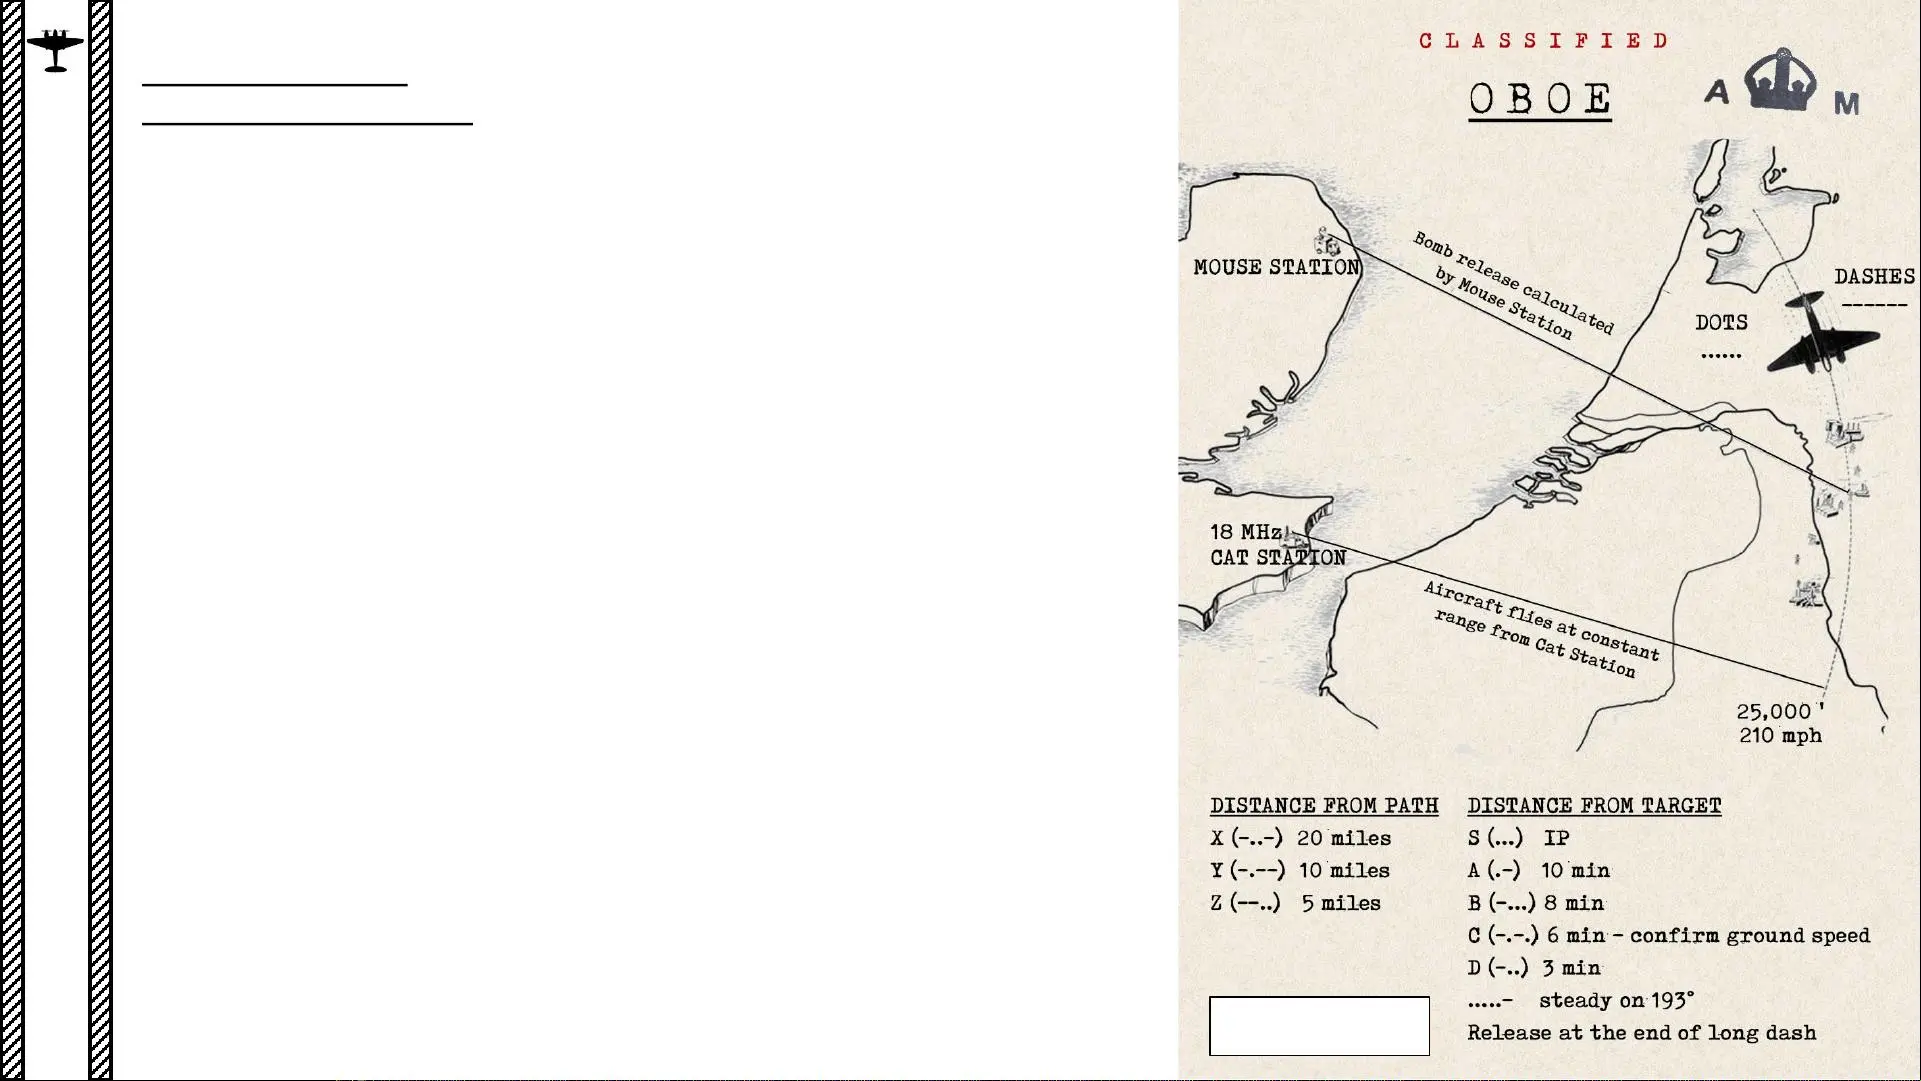 CLASSIFIED
OBOE
A M
MOUSE STATION
Bomb release calculated
by Mouse Station
DASHES
------
DOTS
......
18 MHz
CAT STATION
Aircraft flies at constant
range from Cat Station
25,000 '
210 mph
DISTANCE FROM PATH
X (-..-) 20 miles
Y (-.--) 10 miles
Z (--..) 5 miles
DISTANCE FROM TARGET
S (...) IP
A (.-) 10 min
B (-...) 8 min
C (-.-.) 6 min - confirm ground speed
D (-..) 3 min
.....- steady on 193°
Release at the end of long dash